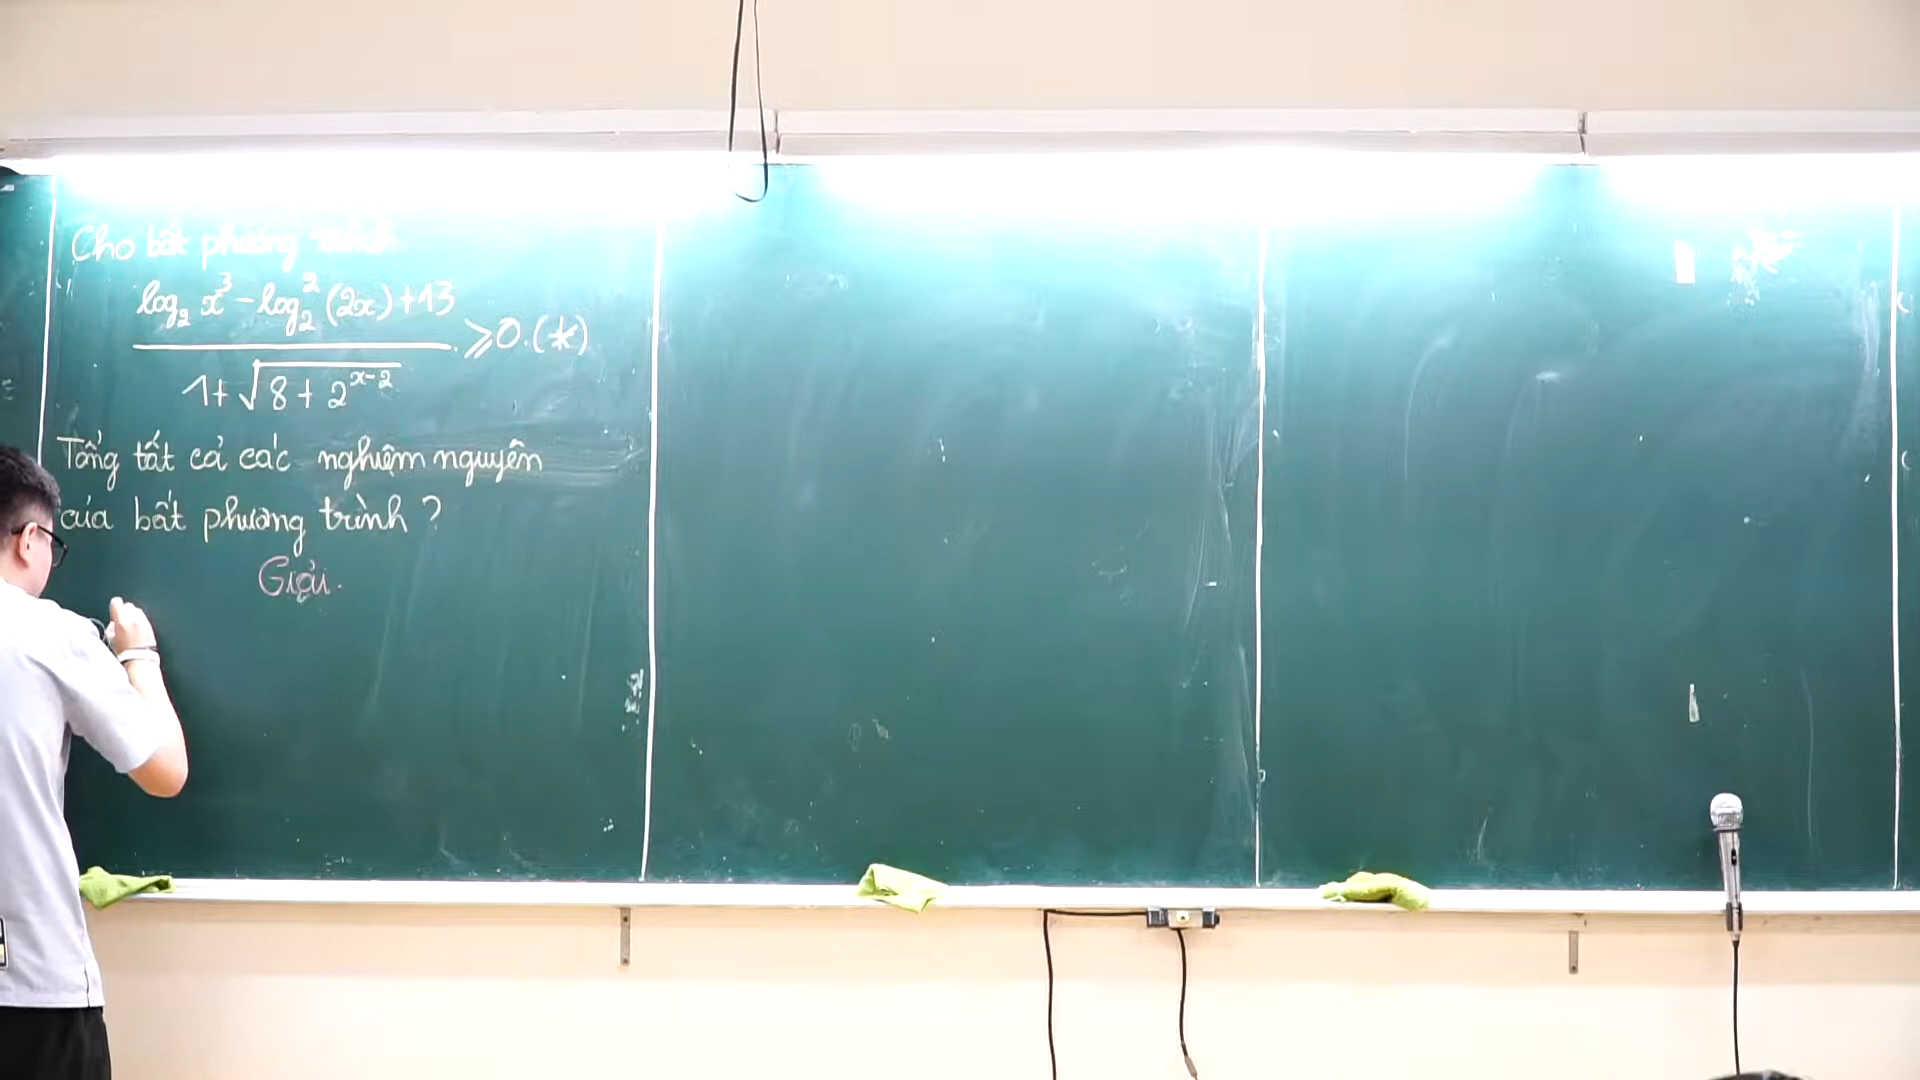 Cho bất phương trình
log₂ x³ - log₂² (2x) + 13
≥ 0. (*)
1 + √(8 + 2^(x-2))
Tổng tất cả các nghiệm nguyên
của bất phương trình ?
Giải.